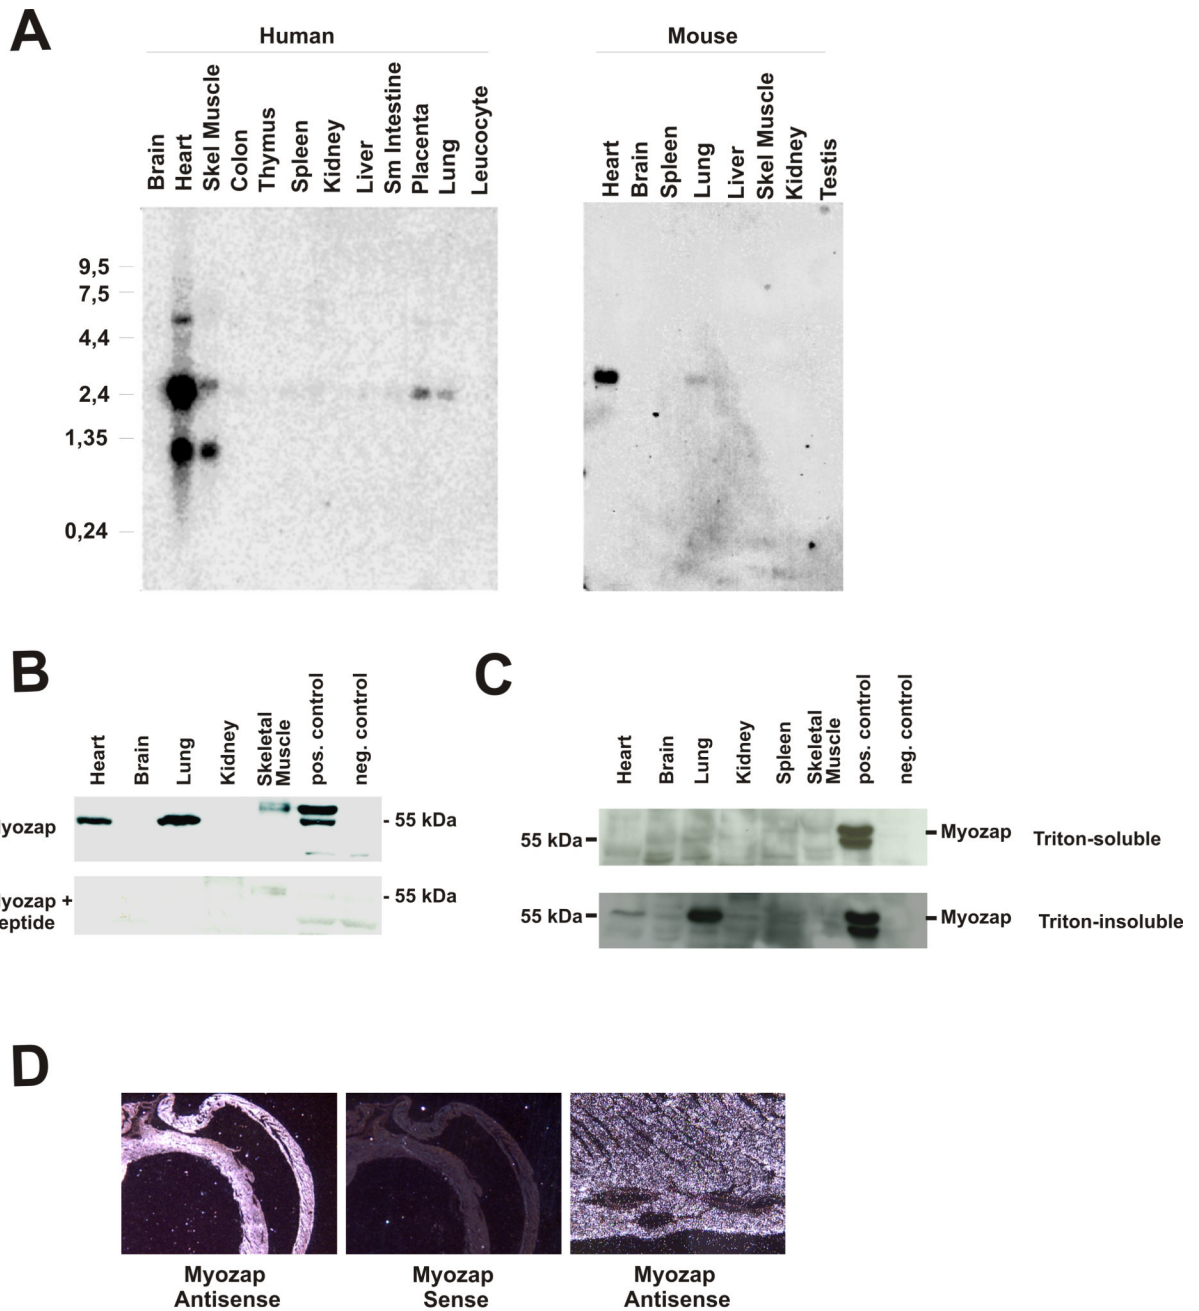 A
Human
Mouse
Brain
Heart
Skel Muscle
Colon
Thymus
Spleen
Kidney
Liver
Sm Intestine
Placenta
Lung
Leucocyte
Heart
Brain
Spleen
Lung
Liver
Skel Muscle
Kidney
Testis
9,5
7,5
4,4
2,4
1,35
0,24
B
Heart
Brain
Lung
Kidney
Skeletal
Muscle
pos. control
neg. control
yozap
- 55 kDa
yozap +
eptide
- 55 kDa
C
Heart
Brain
Lung
Kidney
Spleen
Skeletal
Muscle
pos. control
neg. control
55 kDa
Myozap
Triton-soluble
55 kDa
Myozap
Triton-insoluble
D
Myozap
Antisense
Myozap
Sense
Myozap
Antisense